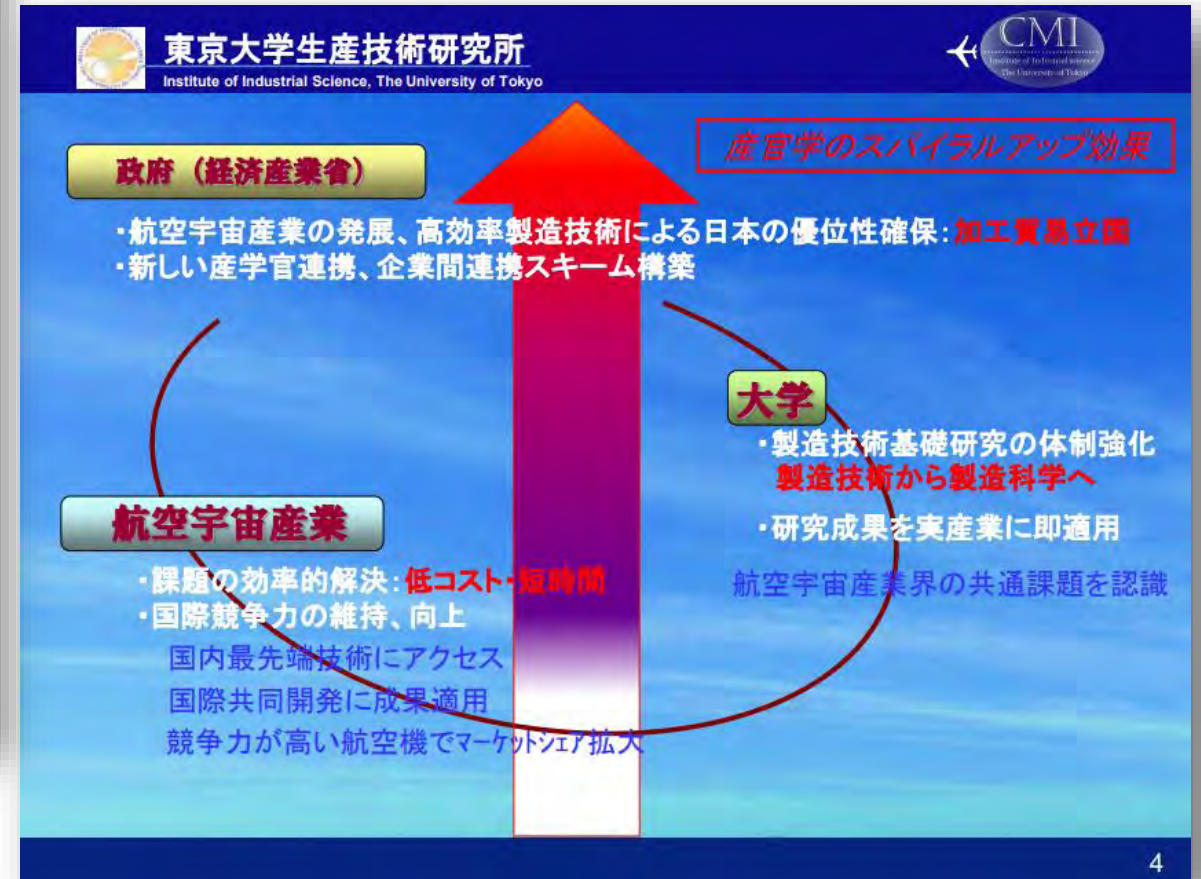 東京大学生産技術研究所
Institute of Industrial Science, The University of Tokyo
CMI
Institute of Industrial science
The University of Tokyo
産官学のスパイラルアップ効果
政府（経済産業省）
・航空宇宙産業の発展、高効率製造技術による日本の優位性確保：加工貿易立国
・新しい産学官連携、企業間連携スキーム構築
大学
・製造技術基礎研究の体制強化
製造技術から製造科学へ
・研究成果を実産業に即適用
航空宇宙産業界の共通課題を認識
航空宇宙産業
・課題の効率的解決：低コスト・短時間
・国際競争力の維持、向上
国内最先端技術にアクセス
国際共同開発に成果適用
競争力が高い航空機でマーケットシェア拡大
4